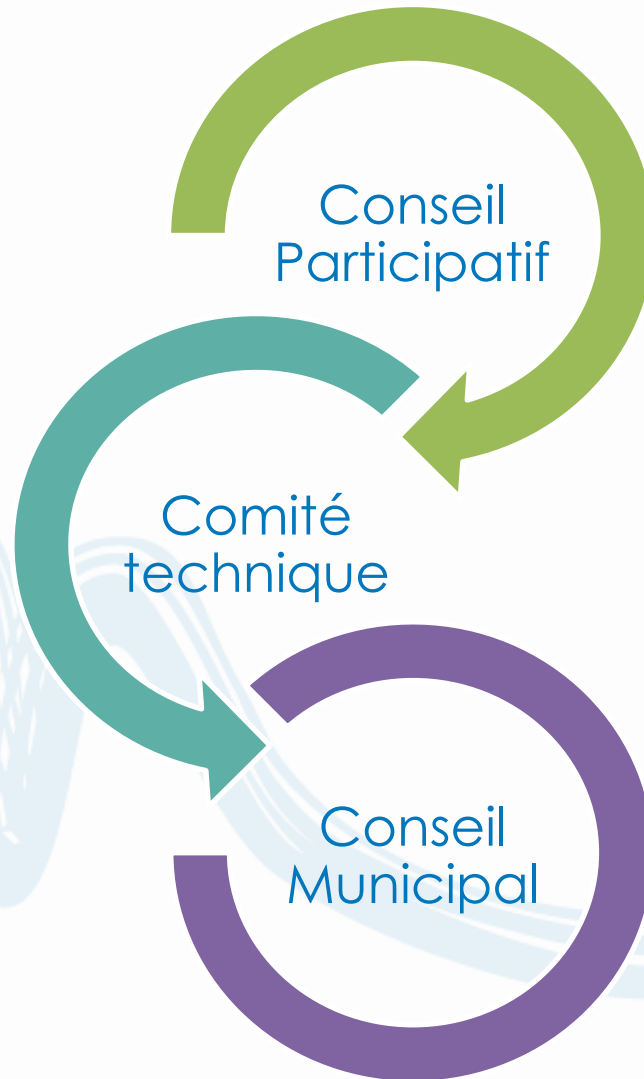 Conseil
Participatif
Comité
technique
Conseil
Municipal